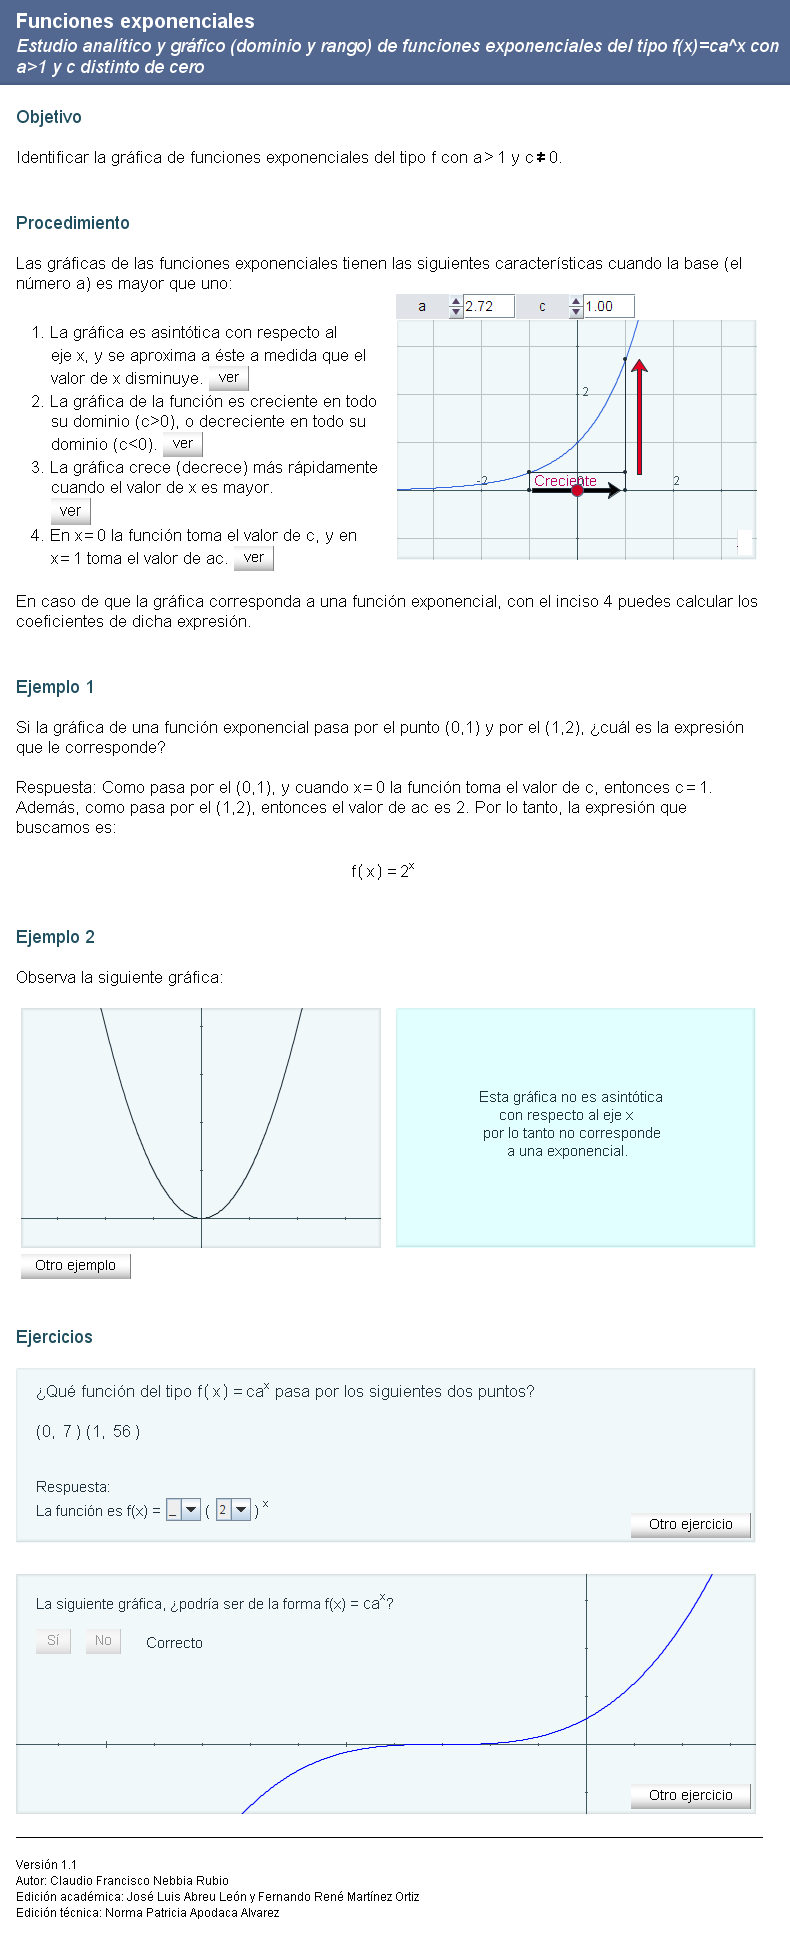 Funciones exponenciales
Estudio analítico y gráfico (dominio y rango) de funciones exponenciales del tipo f(x)=ca^x con
a>1 y c distinto de cero
Objetivo
Identificar la gráfica de funciones exponenciales del tipo f con a > 1 y c ≠ 0.
Procedimiento
Las gráficas de las funciones exponenciales tienen las siguientes características cuando la base (el
número a) es mayor que uno:
1. La gráfica es asintótica con respecto al
eje x, y se aproxima a éste a medida que el
valor de x disminuye. ver
2. La gráfica de la función es creciente en todo
su dominio (c>0), o decreciente en todo su
dominio (c<0). ver
3. La gráfica crece (decrece) más rápidamente
cuando el valor de x es mayor.
ver
4. En x = 0 la función toma el valor de c, y en
x = 1 toma el valor de ac. ver
a 2.72 c 1.00
2
Creciente
-2 2
En caso de que la gráfica corresponda a una función exponencial, con el inciso 4 puedes calcular los
coeficientes de dicha expresión.
Ejemplo 1
Si la gráfica de una función exponencial pasa por el punto (0,1) y por el (1,2), ¿cuál es la expresión
que le corresponde?
Respuesta: Como pasa por el (0,1), y cuando x = 0 la función toma el valor de c, entonces c = 1.
Además, como pasa por el (1,2), entonces el valor de ac es 2. Por lo tanto, la expresión que
buscamos es:
f( x ) = 2^x
Ejemplo 2
Observa la siguiente gráfica:
Esta gráfica no es asintótica
con respecto al eje x
por lo tanto no corresponde
a una exponencial.
Otro ejemplo
Ejercicios
¿Qué función del tipo f( x ) = ca^x pasa por los siguientes dos puntos?
(0, 7 ) (1, 56 )
Respuesta:
La función es f(x) = _ ( 2 ) ^x
Otro ejercicio
La siguiente gráfica, ¿podría ser de la forma f(x) = ca^x?
Sí No Correcto
Otro ejercicio
Versión 1.1
Autor: Claudio Francisco Nebbia Rubio
Edición académica: José Luis Abreu León y Fernando René Martínez Ortiz
Edición técnica: Norma Patricia Apodaca Alvarez